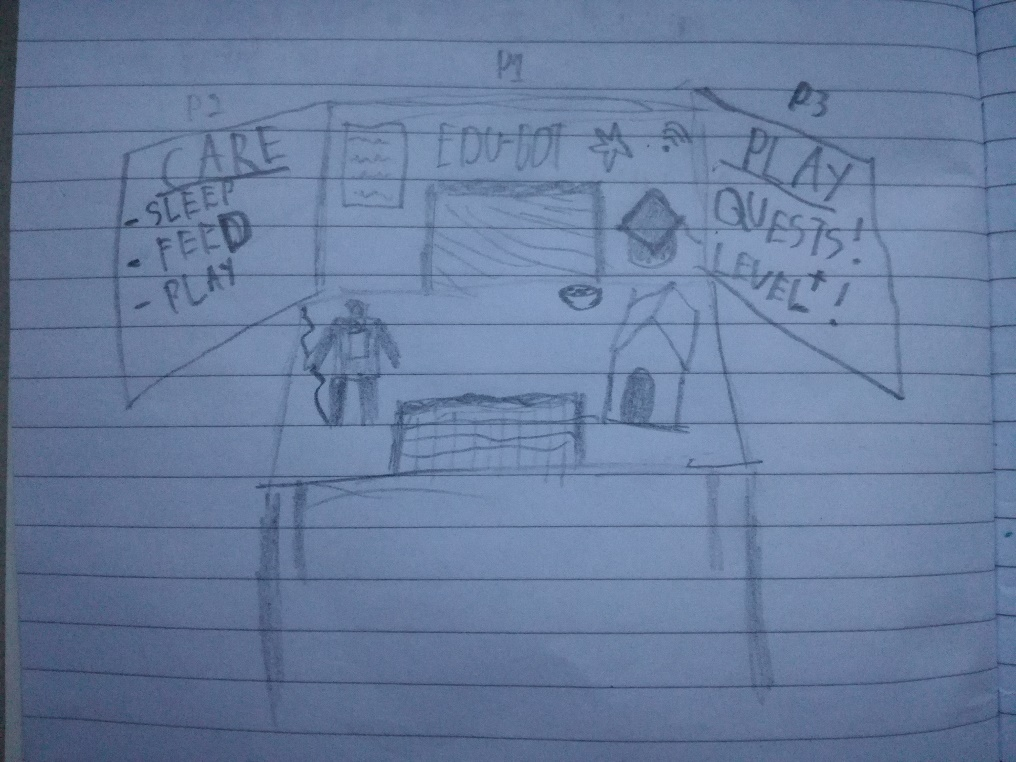 P1
P2
P3
CARE
- SLEEP
- FEED
- PLAY
EDU-BOT
PLAY
QUESTS!
LEVEL+!